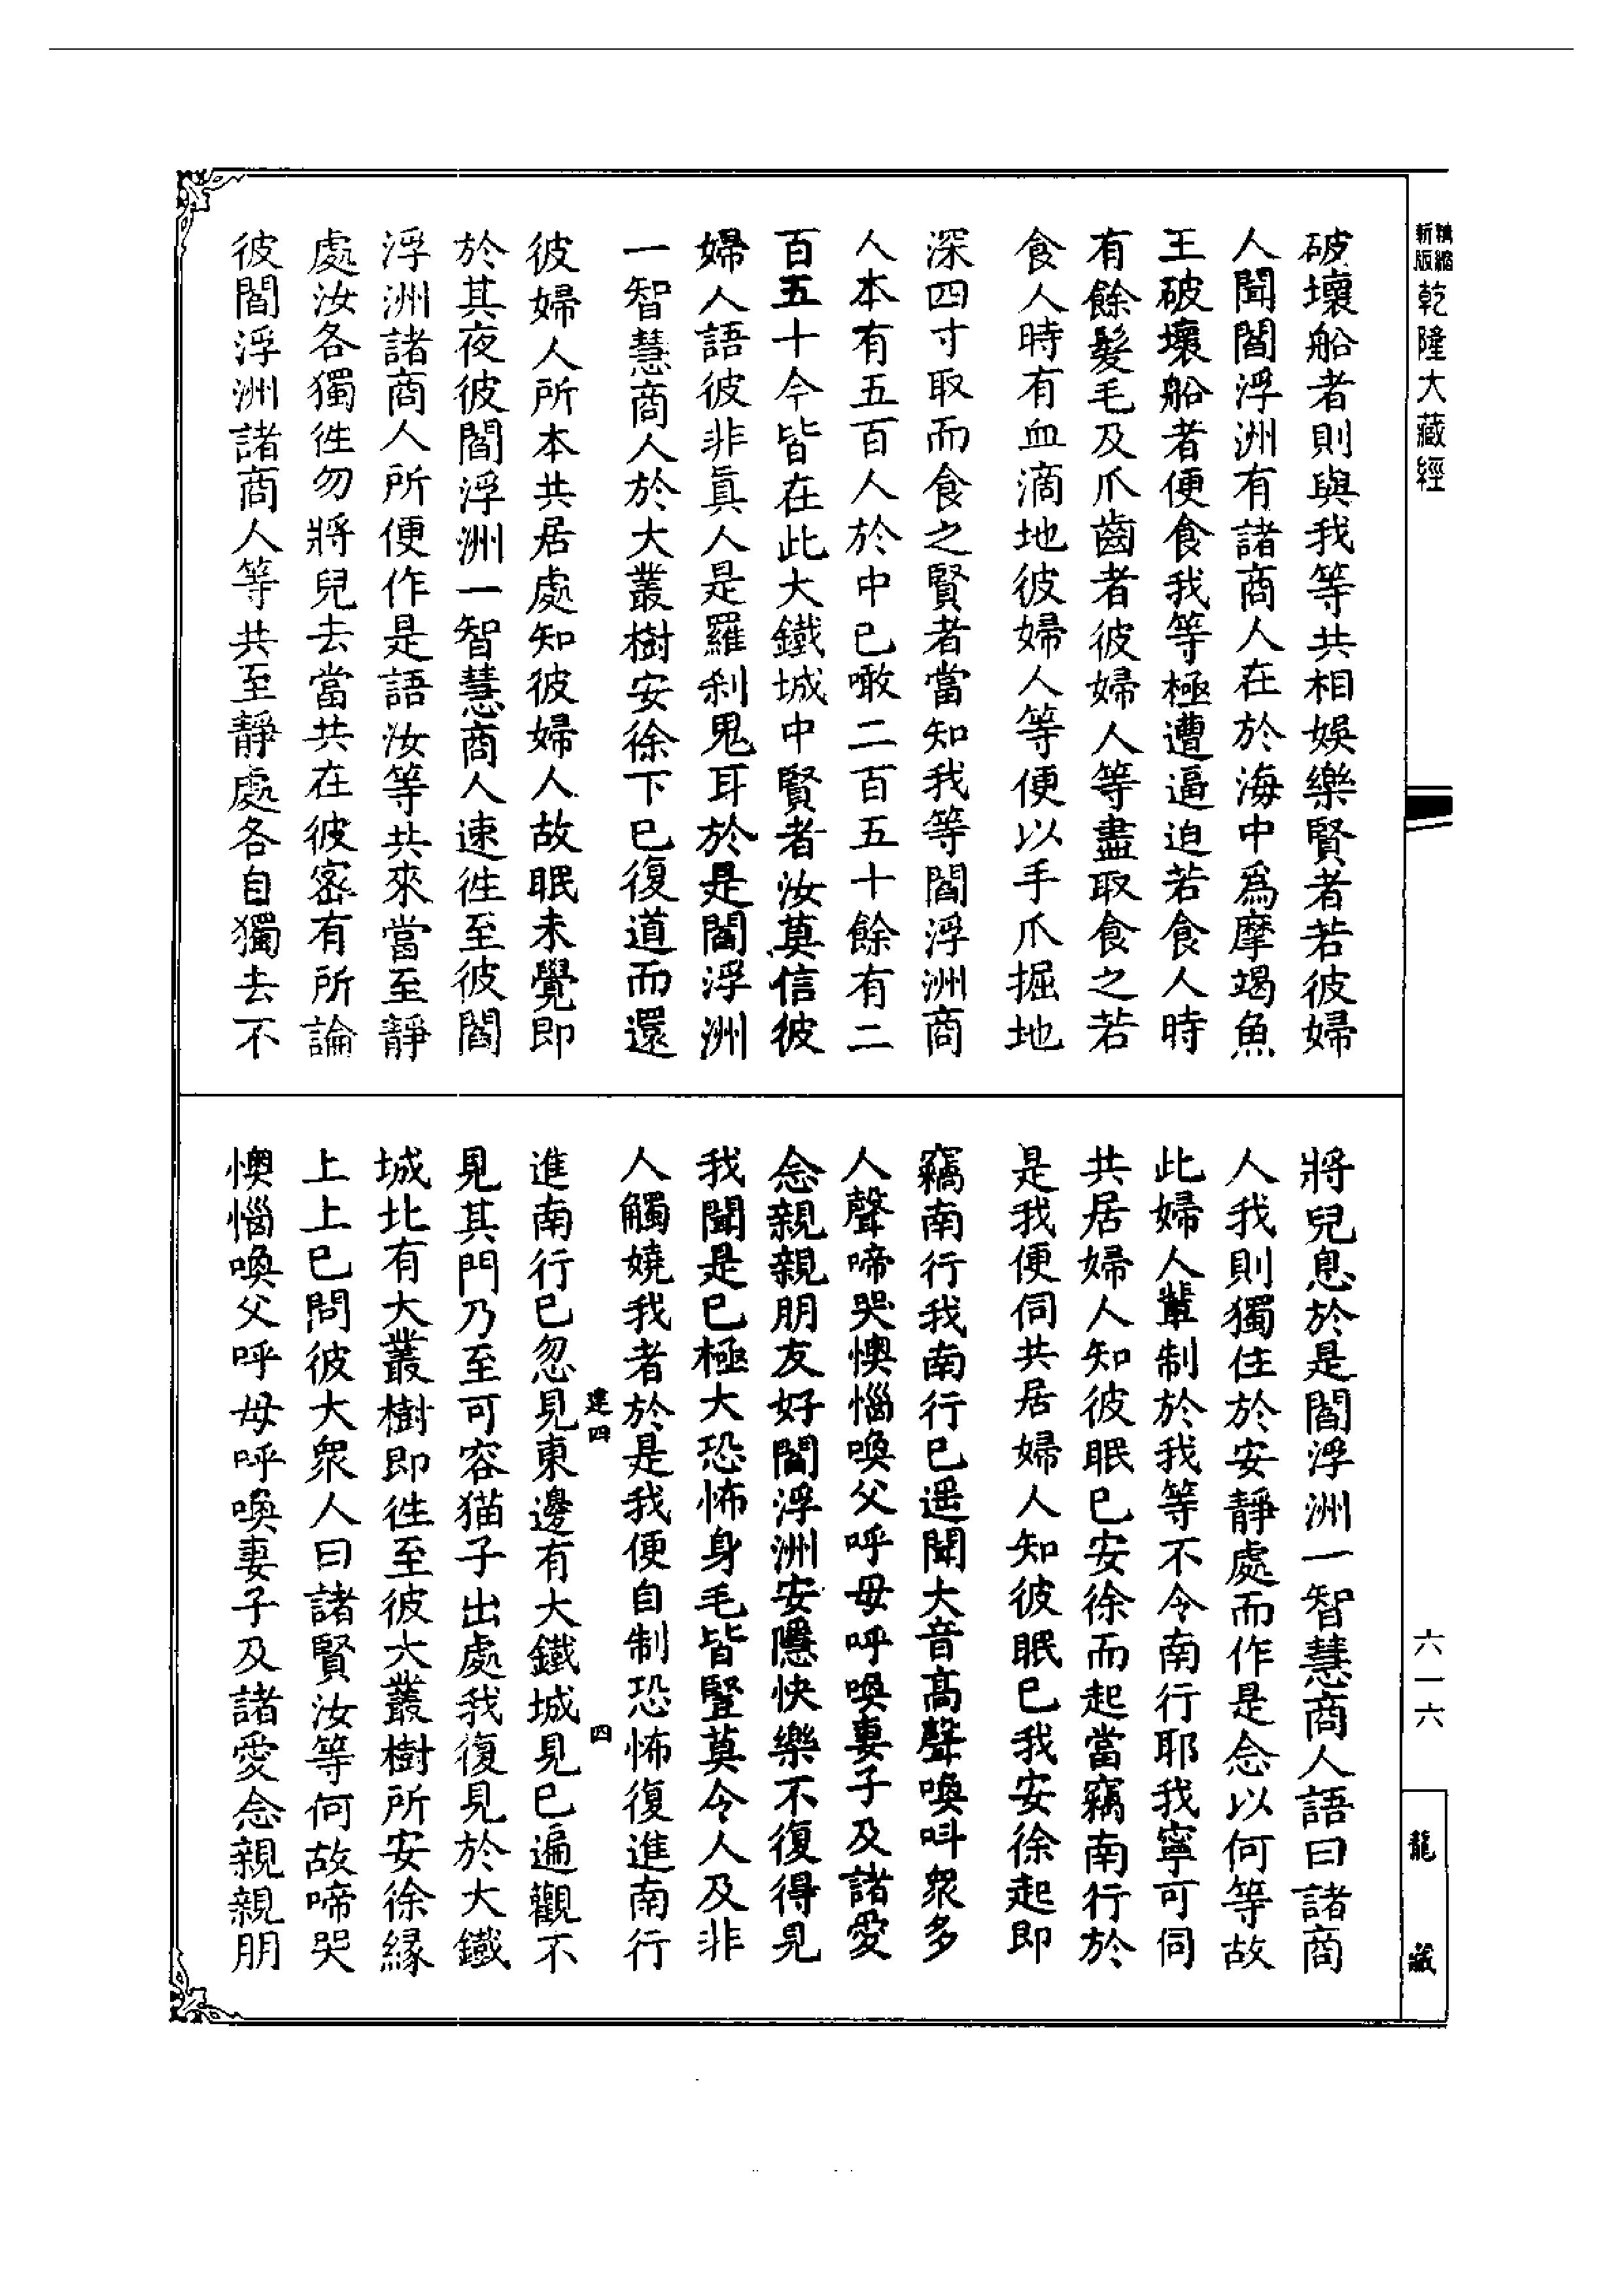 精縮新版乾隆大藏經
破壞船者則與我等共相娛樂賢者若彼婦
人聞閻浮洲有諸商人在於海中爲摩竭魚
王破壞船者便食我等極遭逼迫若食人時
有餘髮毛及爪齒者彼婦人等盡取食之若
食人時有血滴地彼婦人等便以手爪掘地
深四寸取而食之賢者當知我等閻浮洲商
人本有五百人於中已噉二百五十餘有二
百五十今皆在此大鐵城中賢者汝莫信彼
婦人語彼非眞人是羅刹鬼耳於是閻浮洲
一智慧商人於大叢樹安徐下已復道而還
彼婦人所本共居處知彼婦人故眠未覺即
於其夜彼閻浮洲一智慧商人速徃至彼閻
浮洲諸商人所便作是語汝等共來當至靜
處汝各獨徃勿將兒去當共在彼密有所論
彼閻浮洲諸商人等共至靜處各自獨去不
將兒息於是閻浮洲一智慧商人語曰諸商
人我則獨住於安靜處而作是念以何等故
此婦人輩制於我等不令南行耶我寧可伺
共居婦人知彼眠已安徐而起當竊南行於
是我便伺共居婦人知彼眠已我安徐起即
竊南行我南行已遥聞大音高聲喚呌衆多
人聲啼哭懊惱喚父呼母呼喚妻子及諸愛
念親親朋友好閻浮洲安隱快樂不復得見
我聞是已極大恐怖身毛皆豎莫令人及非
人觸嬈我者於是我便自制恐怖復進南行
建四 四
進南行已忽見東邊有大鐵城見已遍觀不
見其門乃至可容猫子出處我復見於大鐵
城北有大叢樹即徃至彼大叢樹所安徐緣
上上已問彼大衆人曰諸賢汝等何故啼哭
懊惱喚父呼母呼喚妻子及諸愛念親親朋
六一六
龍藏